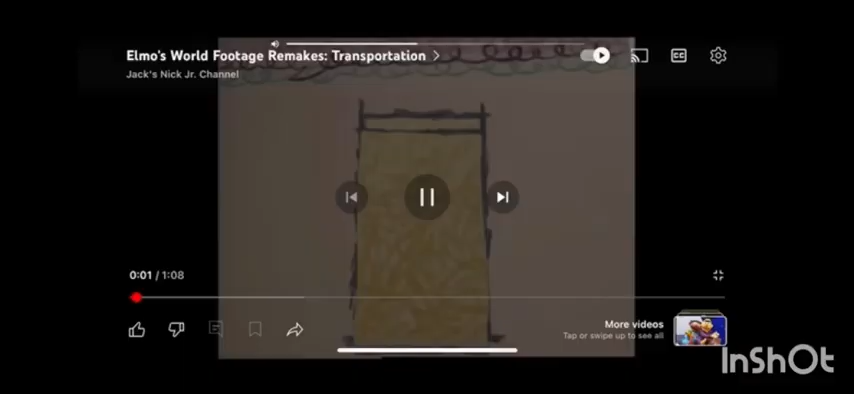 Elmo's World Footage Remakes: Transportation
Jack's Nick Jr. Channel
CC
0:01 / 1:08
More videos
Tap or swipe up to see all
InShOt